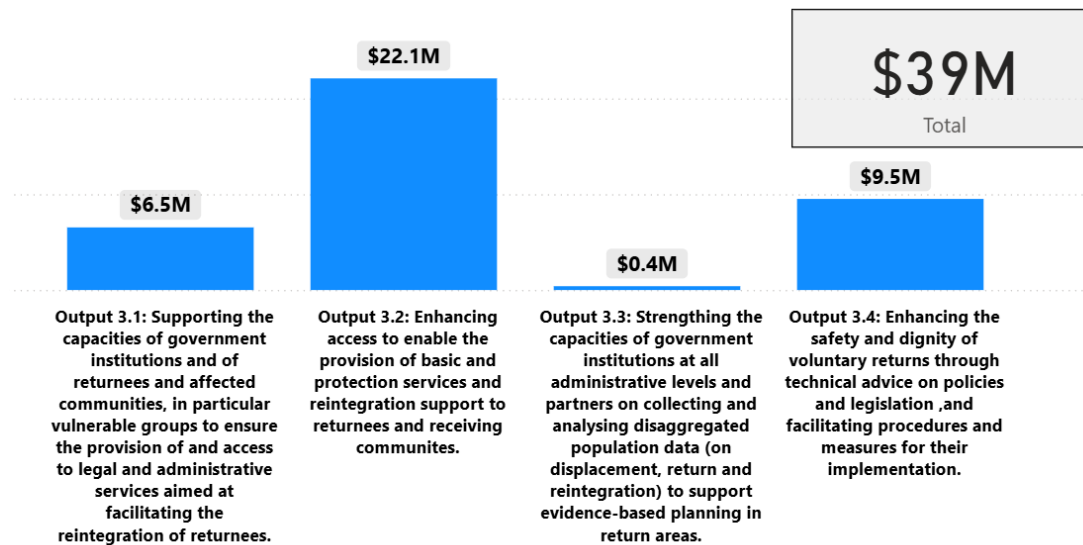 $22.1M
$39M
Total
$6.5M
$9.5M
$0.4M
Output 3.1: Supporting the
capacities of government
institutions and of
returnees and affected
communities, in particular
vulnerable groups to ensure
the provision of and access
to legal and administrative
services aimed at
facilitating the
reintegration of returnees.
Output 3.2: Enhancing
access to enable the
provision of basic and
protection services and
reintegration support to
returnees and receiving
communites.
Output 3.3: Strengthing the
capacities of government
institutions at all
administrative levels and
partners on collecting and
analysing disaggregated
population data (on
displacement, return and
reintegration) to support
evidence-based planning in
return areas.
Output 3.4: Enhancing the
safety and dignity of
voluntary returns through
technical advice on policies
and legislation ,and
facilitating procedures and
measures for their
implementation.